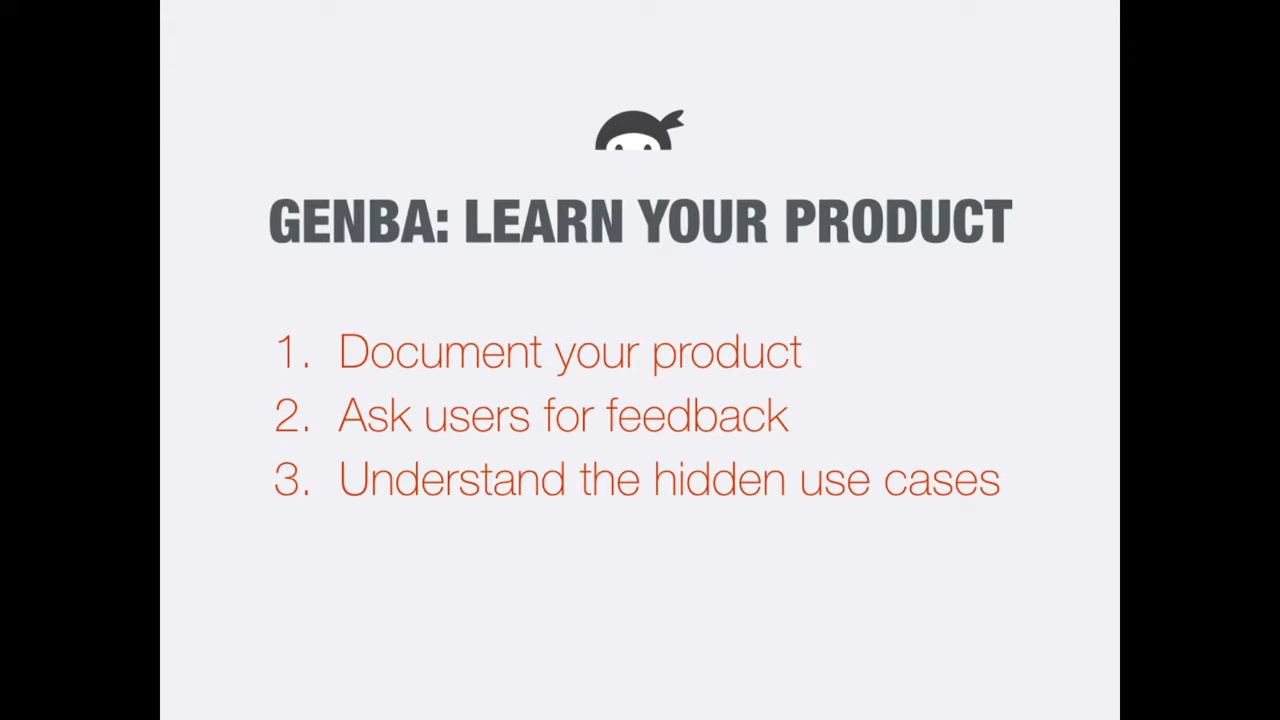 GENBA: LEARN YOUR PRODUCT
1. Document your product
2. Ask users for feedback
3. Understand the hidden use cases